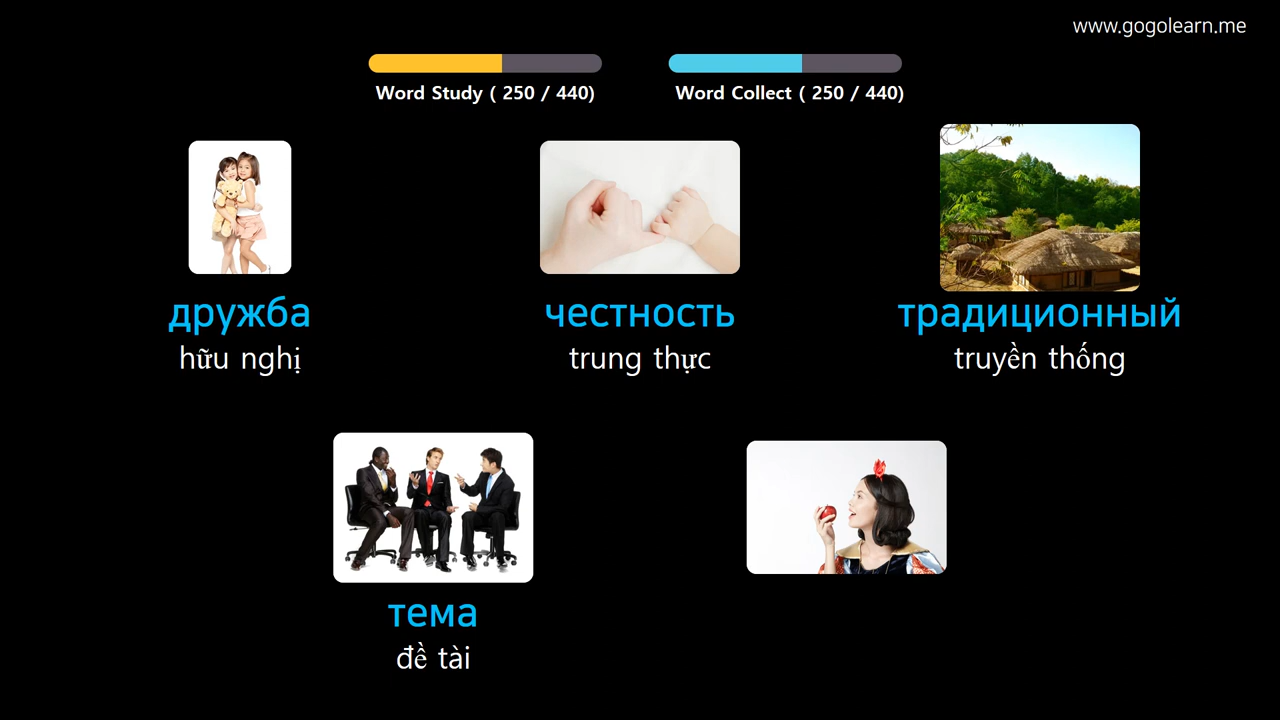 www.gogolearn.me
Word Study ( 250 / 440)
Word Collect ( 250 / 440)
дружба
hữu nghị
честность
trung thực
традиционный
truyền thống
тема
đề tài